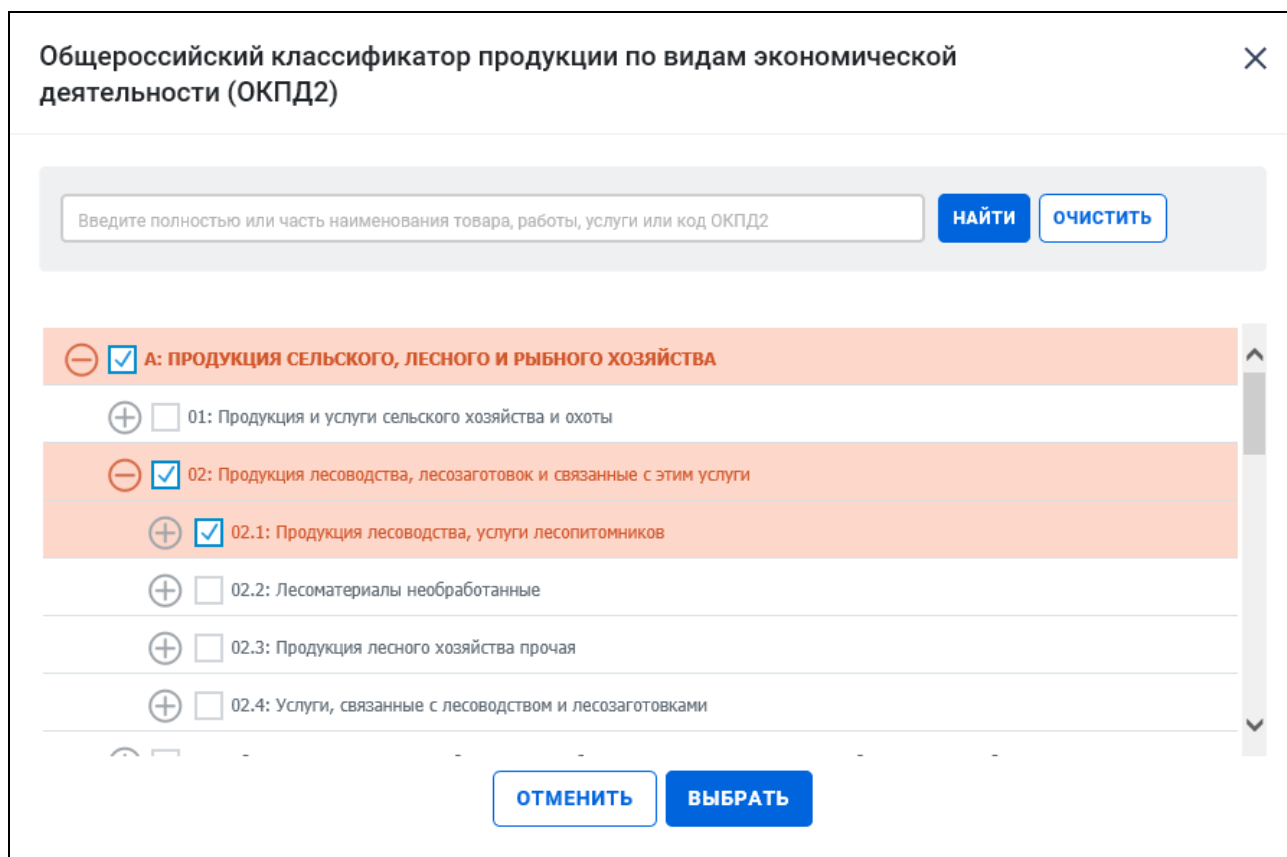 Общероссийский классификатор продукции по видам экономической
деятельности (ОКПД2)
Введите полностью или часть наименования товара, работы, услуги или код ОКПД2
НАЙТИ
ОЧИСТИТЬ
A: ПРОДУКЦИЯ СЕЛЬСКОГО, ЛЕСНОГО И РЫБНОГО ХОЗЯЙСТВА
01: Продукция и услуги сельского хозяйства и охоты
02: Продукция лесоводства, лесозаготовок и связанные с этим услуги
02.1: Продукция лесоводства, услуги лесопитомников
02.2: Лесоматериалы необработанные
02.3: Продукция лесного хозяйства прочая
02.4: Услуги, связанные с лесоводством и лесозаготовками
ОТМЕНИТЬ
ВЫБРАТЬ